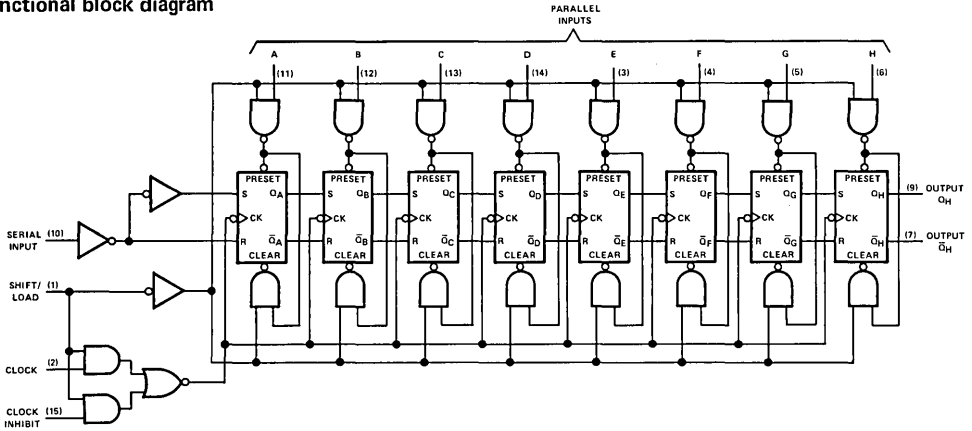 nctional block diagram
PARALLEL
INPUTS
A B C D E F G H
(11) (12) (13) (14) (3) (4) (5) (6)
PRESET PRESET PRESET PRESET PRESET PRESET PRESET PRESET
S QA S QB S QC S QD S QE S QF S QG S QH (9) OUTPUT
QH
CK CK CK CK CK CK CK CK
SERIAL
INPUT (10)
R Q̅A R Q̅B R Q̅C R Q̅D R Q̅E R Q̅F R Q̅G R Q̅H (7) OUTPUT
Q̅H
CLEAR CLEAR CLEAR CLEAR CLEAR CLEAR CLEAR CLEAR
SHIFT/
LOAD (1)
CLOCK (2)
CLOCK
INHIBIT (15)